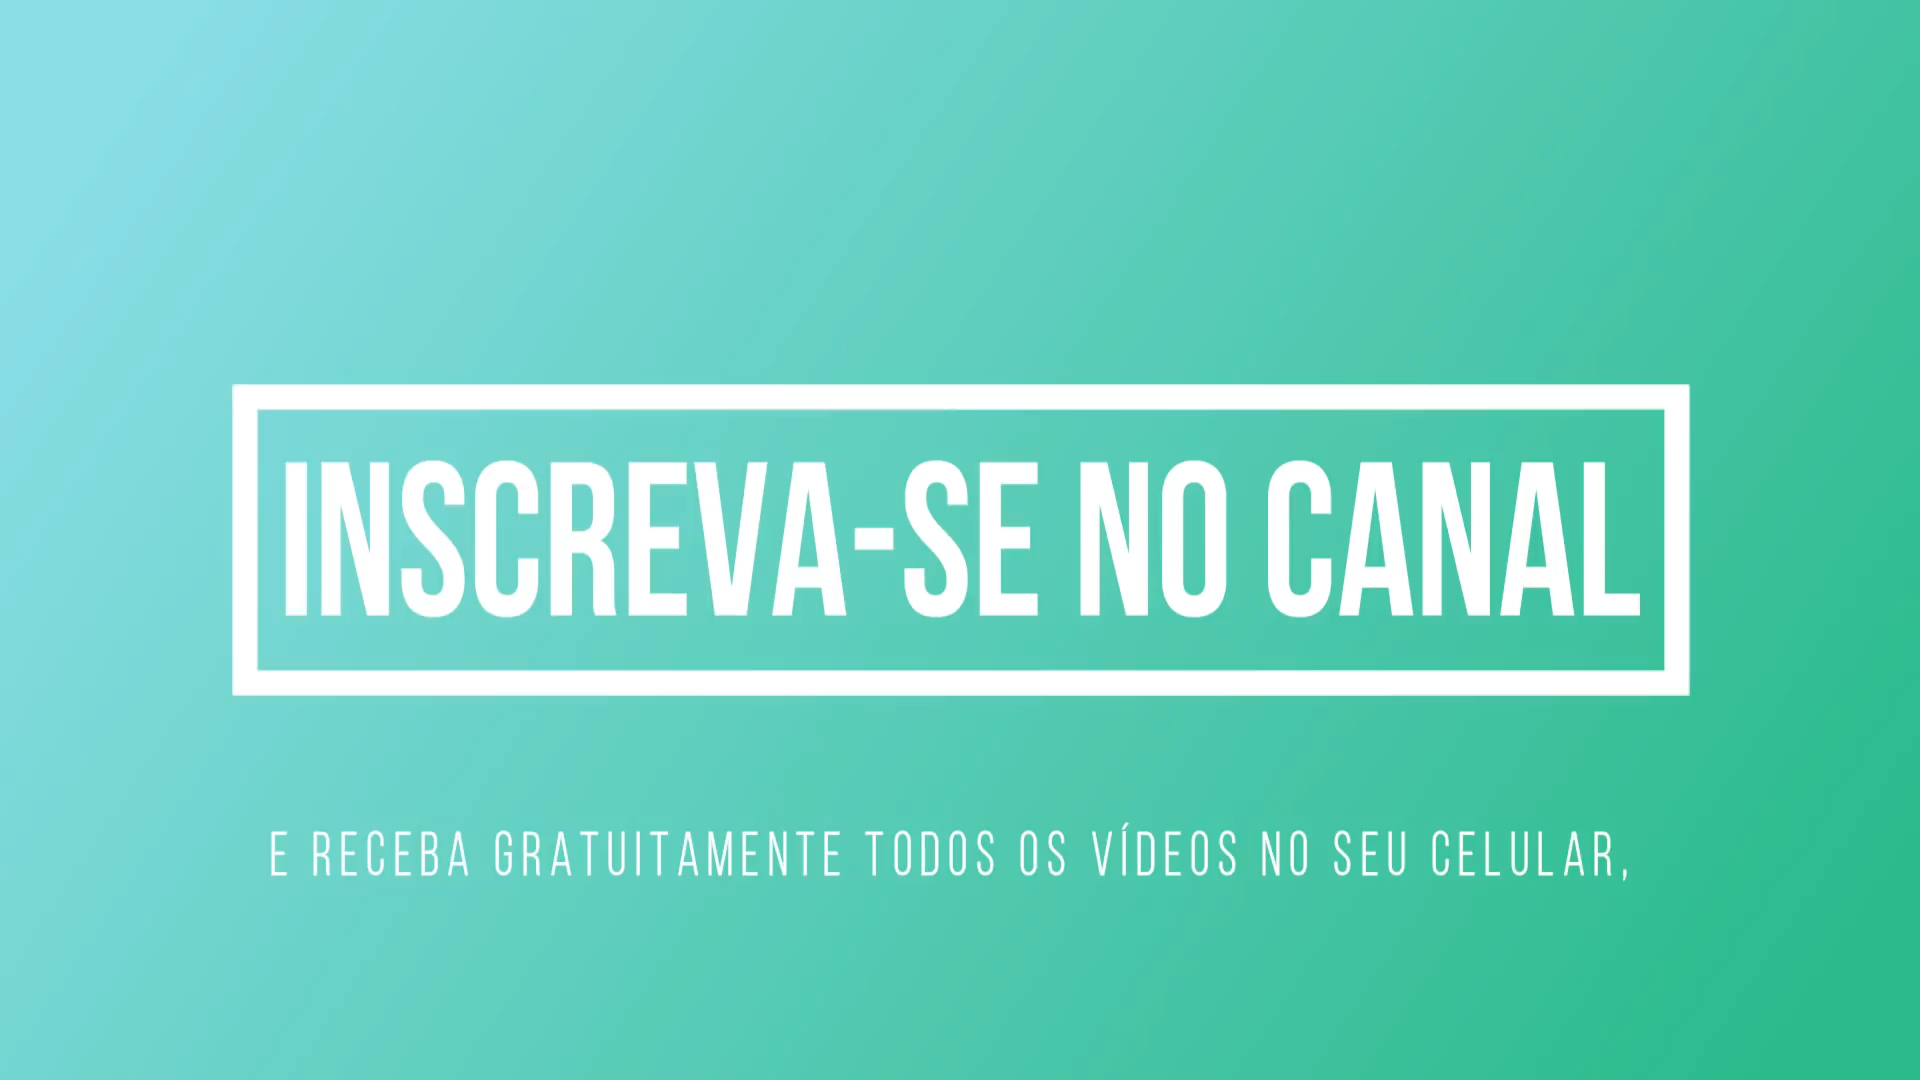 INSCREVA-SE NO CANAL
E RECEBA GRATUITAMENTE TODOS OS VÍDEOS NO SEU CELULAR,